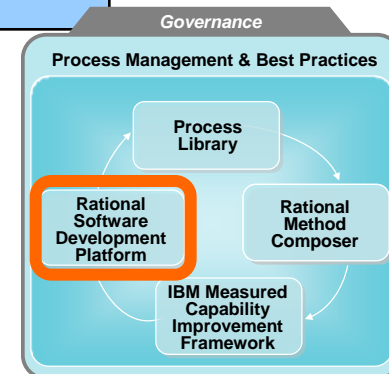 Governance
Process Management & Best Practices
Process
Library
Rational
Software
Development
Platform
Rational
Method
Composer
IBM Measured
Capability
Improvement
Framework